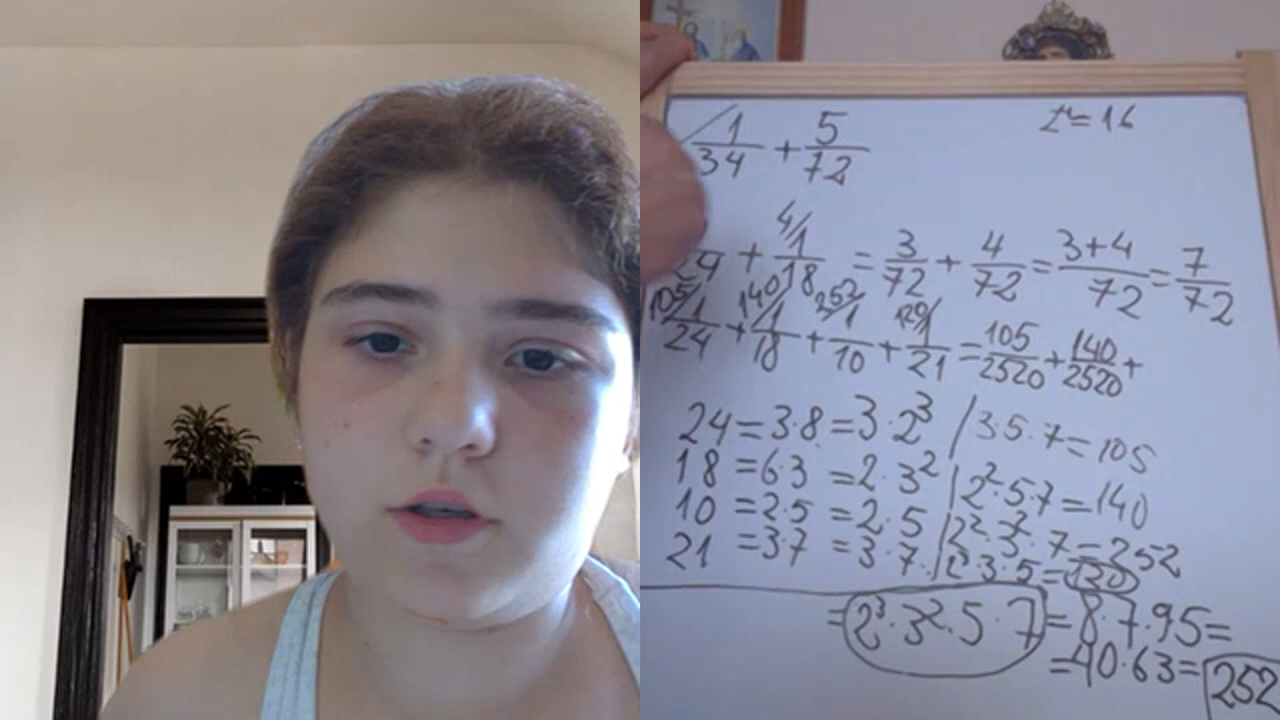 1/34 + 5/72
2⁴=16
4/
24 + 1/18 = 3/72 + 4/72 = 3+4/72 = 7/72
105/ 140/ 252/ 120/
1/24 + 1/18 + 1/10 + 1/21 = 105/2520 + 140/2520 +
24 = 3·8 = 3·2³ / 3·5·7 = 105
18 = 6·3 = 2·3² / 2²·5·7 = 140
10 = 2·5 = 2·5 / 2²·3²·7 = 252
21 = 3·7 = 3·7 / 2³·3·5 = 120
= 2³·3²·5·7 = 8·7·95 =
= 40·63 = 252